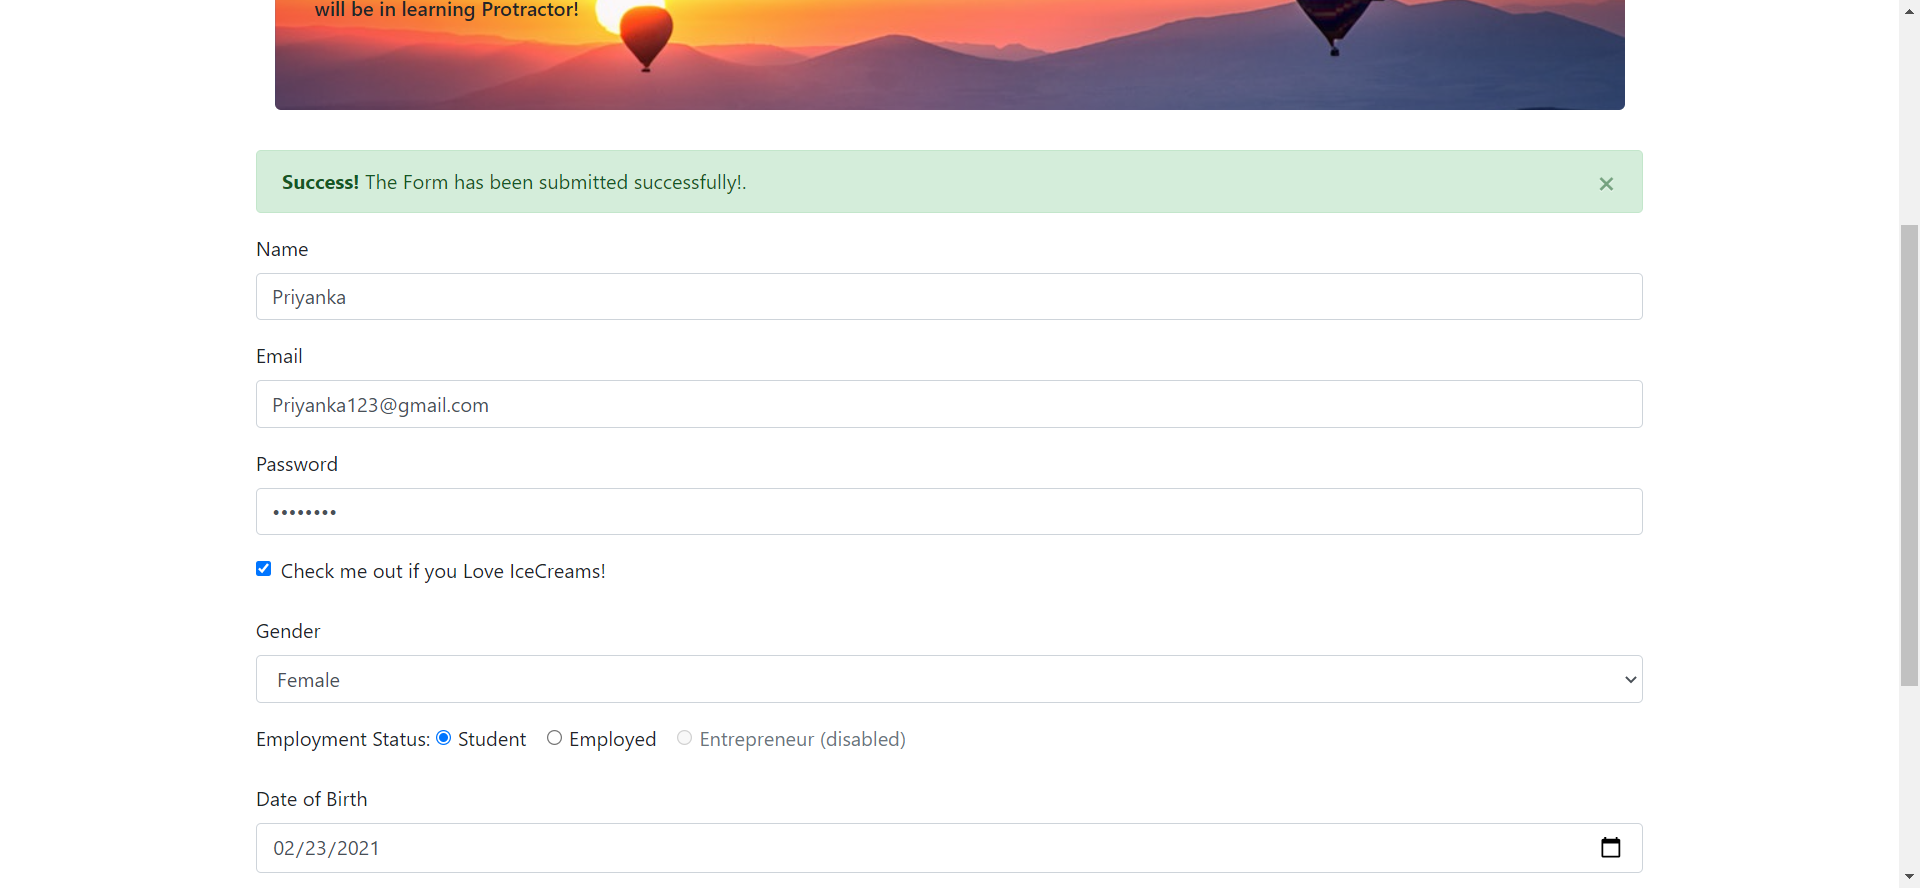 will be in learning Protractor!
Success! The Form has been submitted successfully!.
×
Name
Priyanka
Email
Priyanka123@gmail.com
Password
••••••••
Check me out if you Love IceCreams!
Gender
Female
Employment Status: Student Employed Entrepreneur (disabled)
Date of Birth
02/23/2021